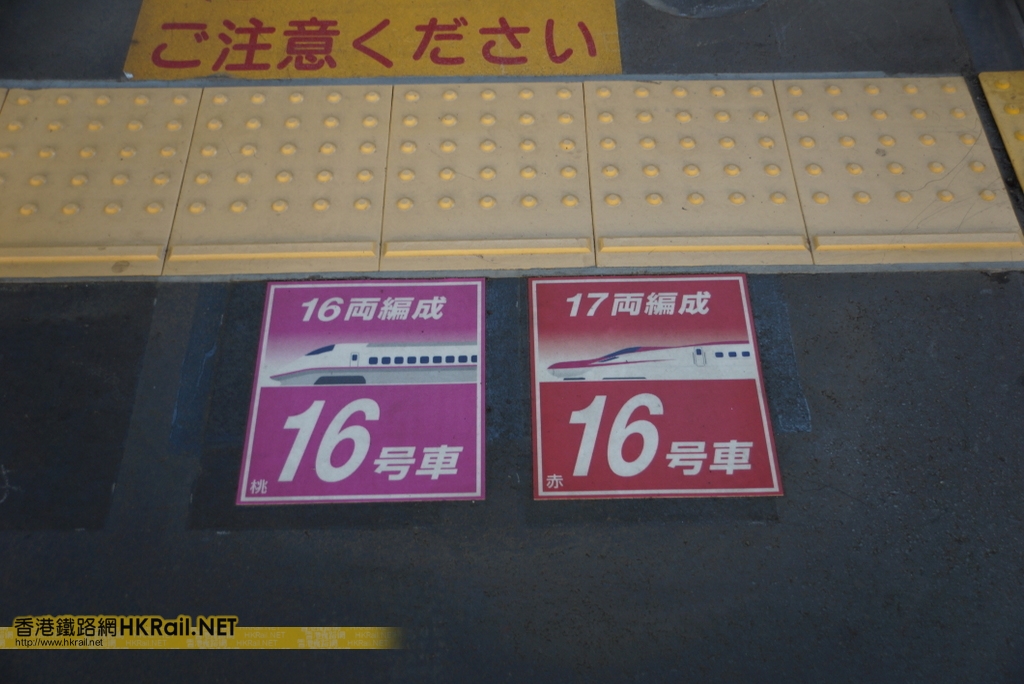 ご注意ください
16両編成
16号車
桃
17両編成
16号車
赤
香港鐵路網HKRail.NET
http://www.hkrail.net